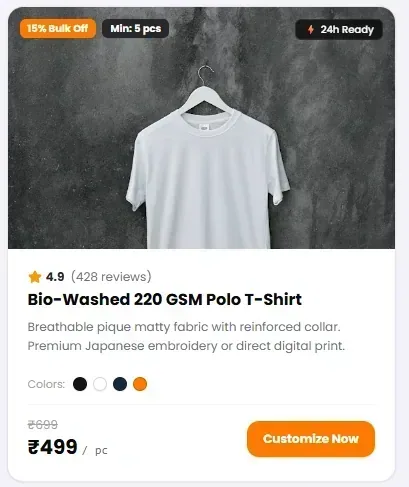 15% Bulk Off
Min: 5 pcs
24h Ready
4.9 (428 reviews)
Bio-Washed 220 GSM Polo T-Shirt
Breathable pique matty fabric with reinforced collar.
Premium Japanese embroidery or direct digital print.
Colors:
₹699
₹499 / pc
Customize Now